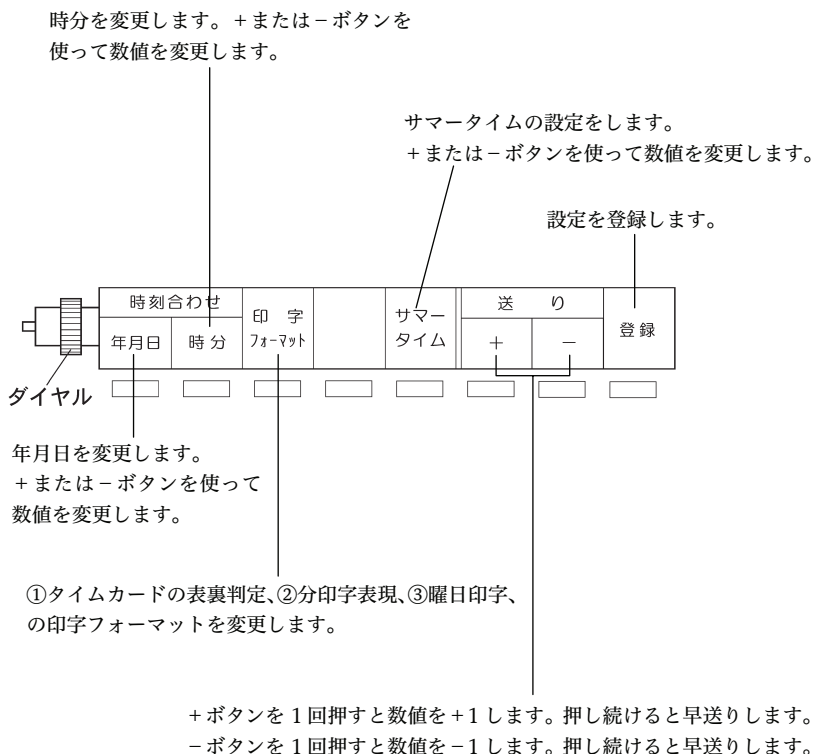 時分を変更します。+または-ボタンを
使って数値を変更します。
サマータイムの設定をします。
+または-ボタンを使って数値を変更します。
設定を登録します。
時刻合わせ
年月日
時分
印字
フォーマット
サマー
タイム
送り
+
-
登録
ダイヤル
年月日を変更します。
+または-ボタンを使って
数値を変更します。
①タイムカードの表裏判定、②分印字表現、③曜日印字、
の印字フォーマットを変更します。
+ボタンを1回押すと数値を+1します。押し続けると早送りします。
-ボタンを1回押すと数値を-1します。押し続けると早送りします。